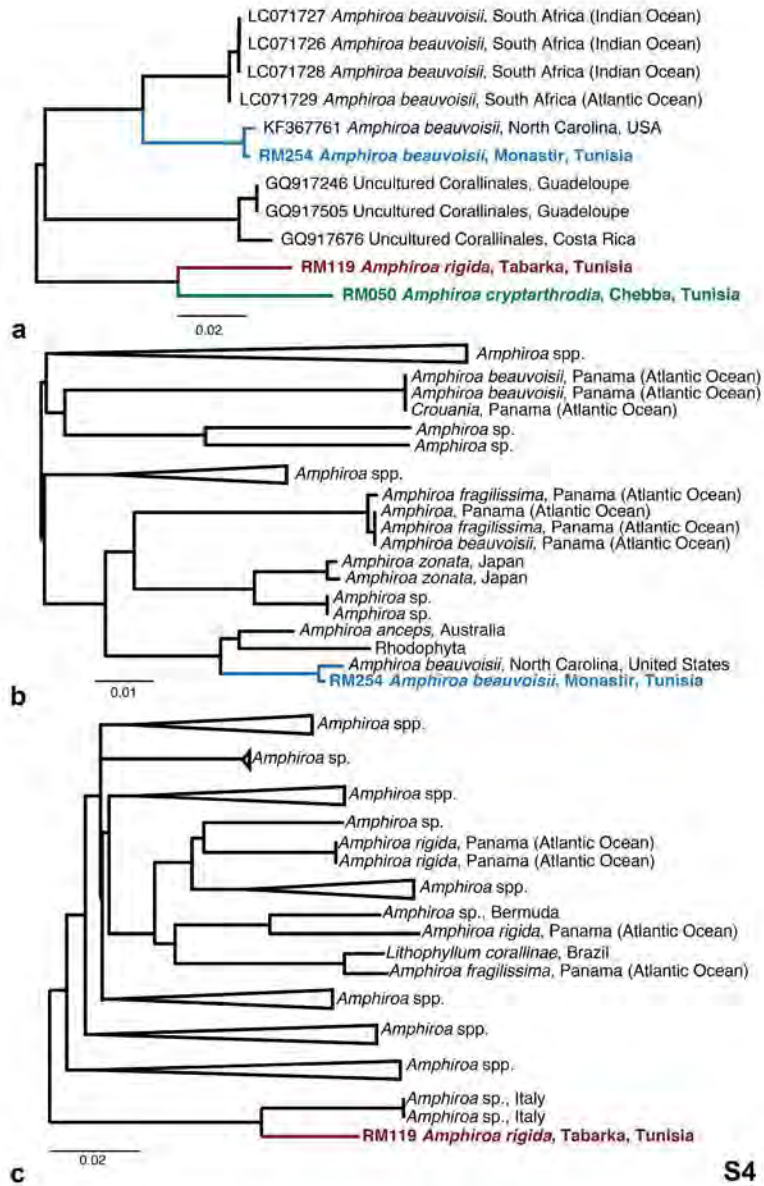 LC071727 Amphiroa beauvoisii, South Africa (Indian Ocean)
LC071726 Amphiroa beauvoisii, South Africa (Indian Ocean)
LC071728 Amphiroa beauvoisii, South Africa (Indian Ocean)
LC071729 Amphiroa beauvoisii, South Africa (Atlantic Ocean)
KF367761 Amphiroa beauvoisii, North Carolina, USA
RM254 Amphiroa beauvoisii, Monastir, Tunisia
GQ917246 Uncultured Corallinales, Guadeloupe
GQ917505 Uncultured Corallinales, Guadeloupe
GQ917676 Uncultured Corallinales, Costa Rica
RM119 Amphiroa rigida, Tabarka, Tunisia
RM050 Amphiroa cryptarthrodia, Chebba, Tunisia
0.02
a
Amphiroa spp.
Amphiroa beauvoisii, Panama (Atlantic Ocean)
Amphiroa beauvoisii, Panama (Atlantic Ocean)
Crouania, Panama (Atlantic Ocean)
Amphiroa sp.
Amphiroa sp.
Amphiroa spp.
Amphiroa fragilissima, Panama (Atlantic Ocean)
Amphiroa, Panama (Atlantic Ocean)
Amphiroa fragilissima, Panama (Atlantic Ocean)
Amphiroa beauvoisii, Panama (Atlantic Ocean)
Amphiroa zonata, Japan
Amphiroa zonata, Japan
Amphiroa sp.
Amphiroa sp.
Amphiroa anceps, Australia
Rhodophyta
Amphiroa beauvoisii, North Carolina, United States
RM254 Amphiroa beauvoisii, Monastir, Tunisia
0.01
b
Amphiroa spp.
Amphiroa sp.
Amphiroa spp.
Amphiroa sp.
Amphiroa rigida, Panama (Atlantic Ocean)
Amphiroa rigida, Panama (Atlantic Ocean)
Amphiroa spp.
Amphiroa sp., Bermuda
Amphiroa rigida, Panama (Atlantic Ocean)
Lithophyllum corallinae, Brazil
Amphiroa fragilissima, Panama (Atlantic Ocean)
Amphiroa spp.
Amphiroa spp.
Amphiroa spp.
Amphiroa sp., Italy
Amphiroa sp., Italy
RM119 Amphiroa rigida, Tabarka, Tunisia
0.02
c
S4